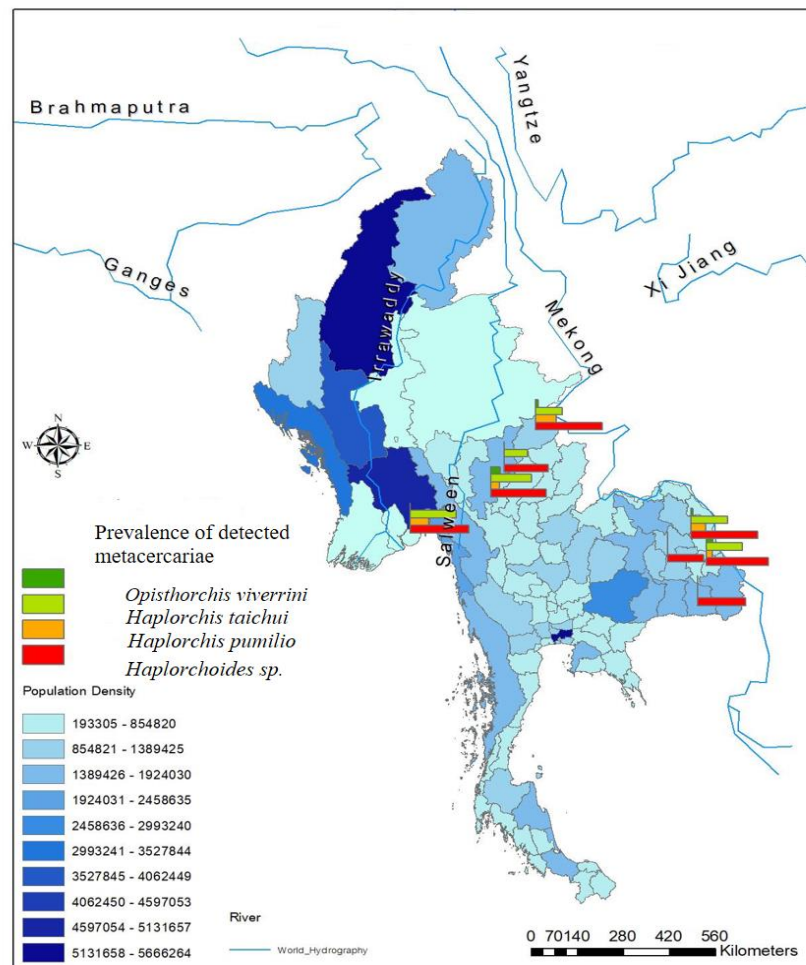 Yangtze
Brahmaputra
Ganges
Xi Jiang
Irrawaddy
Mekong
N
W E
S
Salween
Prevalence of detected
metacercariae
Opisthorchis viverrini
Haplorchis taichui
Haplorchis pumilio
Haplorchoides sp.
Population Density
193305 - 854820
854821 - 1389425
1389426 - 1924030
1924031 - 2458635
2458636 - 2993240
2993241 - 3527844
3527845 - 4062449
4062450 - 4597053
4597054 - 5131657
5131658 - 5666264
River
World_Hydrography
0 70 140 280 420 560
Kilometers